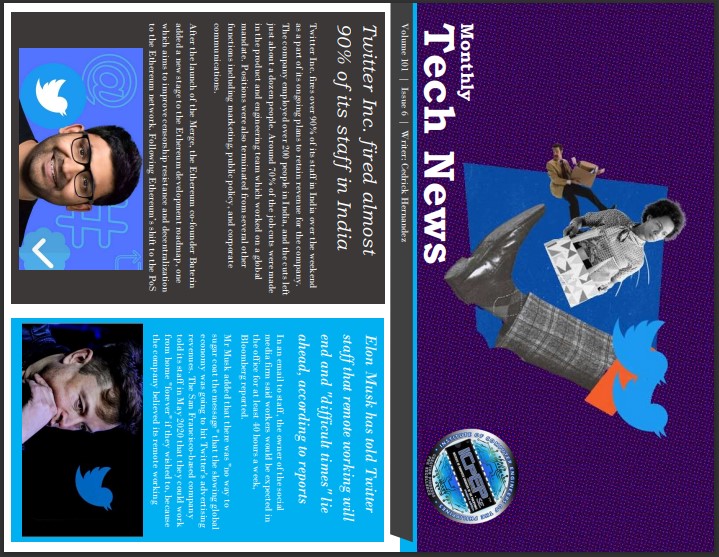 Monthly
Tech News
ICpEP.SE
Volume 101 | Issue 6 | Writer: Cedrick Hernandez
Twitter Inc. fired almost
90% of its staff in India
Twitter Inc. fires over 90% of its staff in India over the weekend
as a part of its ongoing plans to retain revenue for the company.
The company employed over 200 people in India, and the cuts left
just about a dozen people. Around 70% of the job cuts were made
in the product and engineering team which worked on a global
mandate. Positions were also terminated from several other
functions including marketing, public policy, and corporate
communications.
After the launch of the Merge, the Ethereum co-founder Buterin
added a new stage to the Ethereum development roadmap, one
which aims to improve censorship resistance and decentralization
to the Ethereum network. Following Ethereum's shift to the PoS
Elon Musk has told Twitter
staff that remote working will
end and "difficult times" lie
ahead, according to reports
In an email to staff, the owner of the social
media firm said workers would be expected in
the office for at least 40 hours a week,
Bloomberg reported.
Mr Musk added that there was "no way to
sugar coat the message" that the slowing global
economy was going to hit Twitter's advertising
revenues. The San Francisco-based company
told its staff in May 2020 that they could work
from home "forever" if they wished to, because
the company believed its remote working